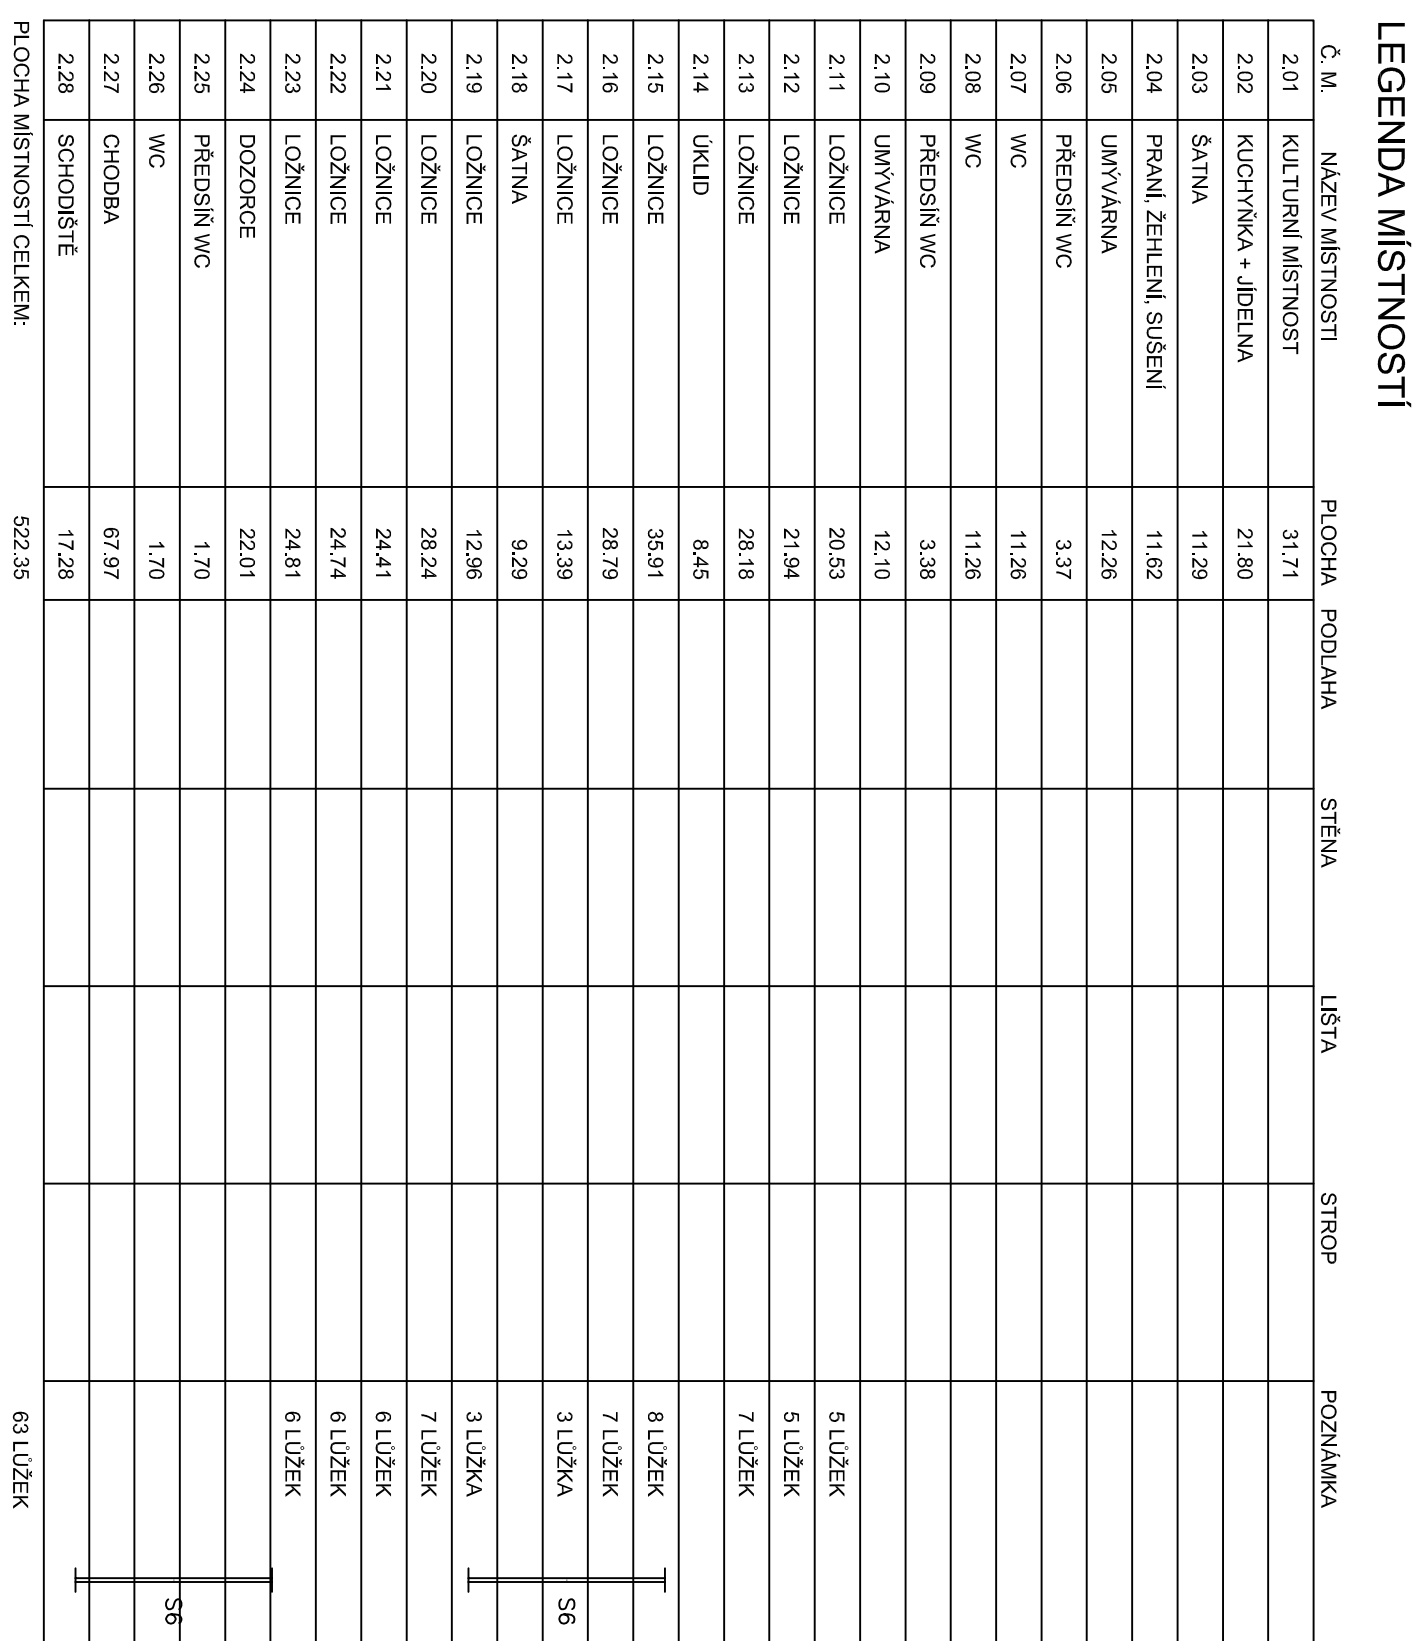 LEGENDA MÍSTNOSTÍ
Č. M. NÁZEV MÍSTNOSTI PLOCHA PODLAHA STĚNA LIŠTA STROP POZNÁMKA
2.01 KULTURNÍ MÍSTNOST 31.71
2.02 KUCHYŇKA + JÍDELNA 21.80
2.03 ŠATNA 11.29
2.04 PRANÍ, ŽEHLENÍ, SUŠENÍ 11.62
2.05 UMÝVÁRNA 12.26
2.06 PŘEDSÍŇ WC 3.37
2.07 WC 11.26
2.08 WC 11.26
2.09 PŘEDSÍŇ WC 3.38
2.10 UMÝVÁRNA 12.10
2.11 LOŽNICE 20.53 5 LŮŽEK
2.12 LOŽNICE 21.94 5 LŮŽEK
2.13 LOŽNICE 28.18 7 LŮŽEK
2.14 ÚKLID 8.45
2.15 LOŽNICE 35.91 8 LŮŽEK
2.16 LOŽNICE 28.79 7 LŮŽEK
2.17 LOŽNICE 13.39 3 LŮŽKA S6
2.18 ŠATNA 9.29
2.19 LOŽNICE 12.96 3 LŮŽKA
2.20 LOŽNICE 28.24 7 LŮŽEK
2.21 LOŽNICE 24.41 6 LŮŽEK
2.22 LOŽNICE 24.74 6 LŮŽEK
2.23 LOŽNICE 24.81 6 LŮŽEK
2.24 DOZORCE 22.01
2.25 PŘEDSÍŇ WC 1.70
2.26 WC 1.70 S6
2.27 CHODBA 67.97
2.28 SCHODIŠTĚ 17.28
PLOCHA MÍSTNOSTÍ CELKEM: 522.35 63 LŮŽEK